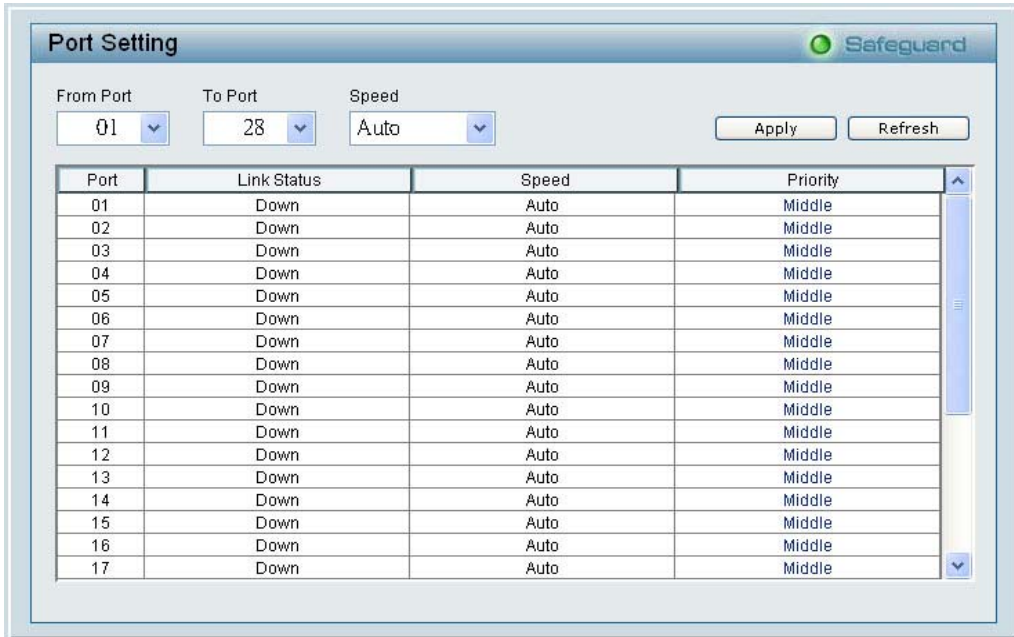 Port Setting
Safeguard
From Port To Port Speed
01 28 Auto Apply Refresh
Port Link Status Speed Priority
01 Down Auto Middle
02 Down Auto Middle
03 Down Auto Middle
04 Down Auto Middle
05 Down Auto Middle
06 Down Auto Middle
07 Down Auto Middle
08 Down Auto Middle
09 Down Auto Middle
10 Down Auto Middle
11 Down Auto Middle
12 Down Auto Middle
13 Down Auto Middle
14 Down Auto Middle
15 Down Auto Middle
16 Down Auto Middle
17 Down Auto Middle